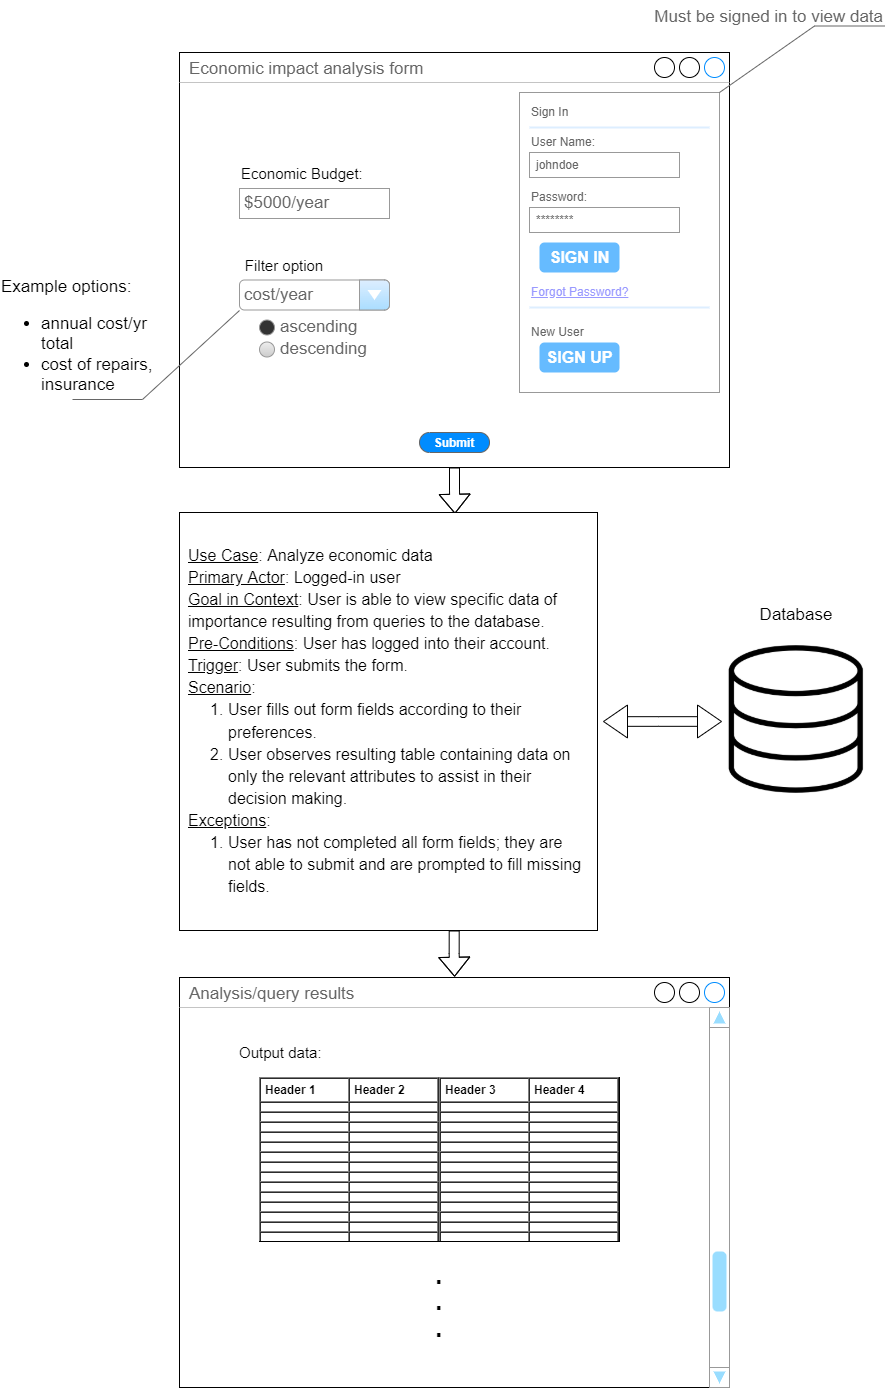 Must be signed in to view data
Economic impact analysis form
Sign In
User Name:
johndoe
Password:
********
SIGN IN
Forgot Password?
New User
SIGN UP
Economic Budget:
$5000/year
Filter option
cost/year
ascending
descending
Example options:
• annual cost/yr
total
• cost of repairs,
insurance
Submit
Use Case: Analyze economic data
Primary Actor: Logged-in user
Goal in Context: User is able to view specific data of
importance resulting from queries to the database.
Pre-Conditions: User has logged into their account.
Trigger: User submits the form.
Scenario:
1. User fills out form fields according to their
preferences.
2. User observes resulting table containing data on
only the relevant attributes to assist in their
decision making.
Exceptions:
1. User has not completed all form fields; they are
not able to submit and are prompted to fill missing
fields.
Database
Analysis/query results
Output data:
Header 1 Header 2 Header 3 Header 4
.
.
.